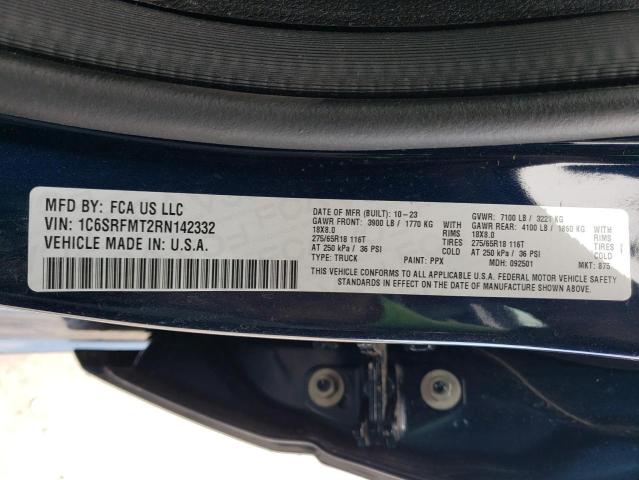 MFD BY: FCA US LLC
VIN: 1C6SRFMT2RN142332
VEHICLE MADE IN: U.S.A.
DATE OF MFR (BUILT): 10-23 GVWR: 7100 LB / 3221 KG
GAWR FRONT: 3900 LB / 1770 KG WITH GAWR REAR: 4100 LB / 1860 KG WITH
18X8.0 RIMS 18X8.0 RIMS
275/65R18 116T TIRES 275/65R18 116T TIRES
AT 250 kPa / 36 PSI COLD AT 250 kPa / 36 PSI COLD
TYPE: TRUCK PAINT: PPX MDH: 092501 MKT: 875
THIS VEHICLE CONFORMS TO ALL APPLICABLE U.S.A. FEDERAL MOTOR VEHICLE SAFETY
STANDARDS IN EFFECT ON THE DATE OF MANUFACTURE SHOWN ABOVE.